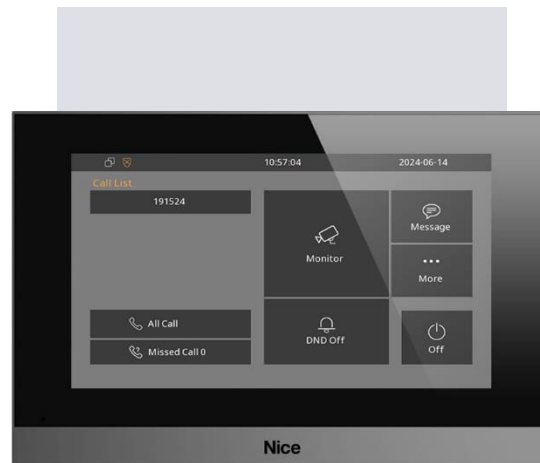 10:57:04 2024-06-14
Call List
191524
Monitor
Message
More
All Call
Missed Call 0
DND Off
Off
Nice